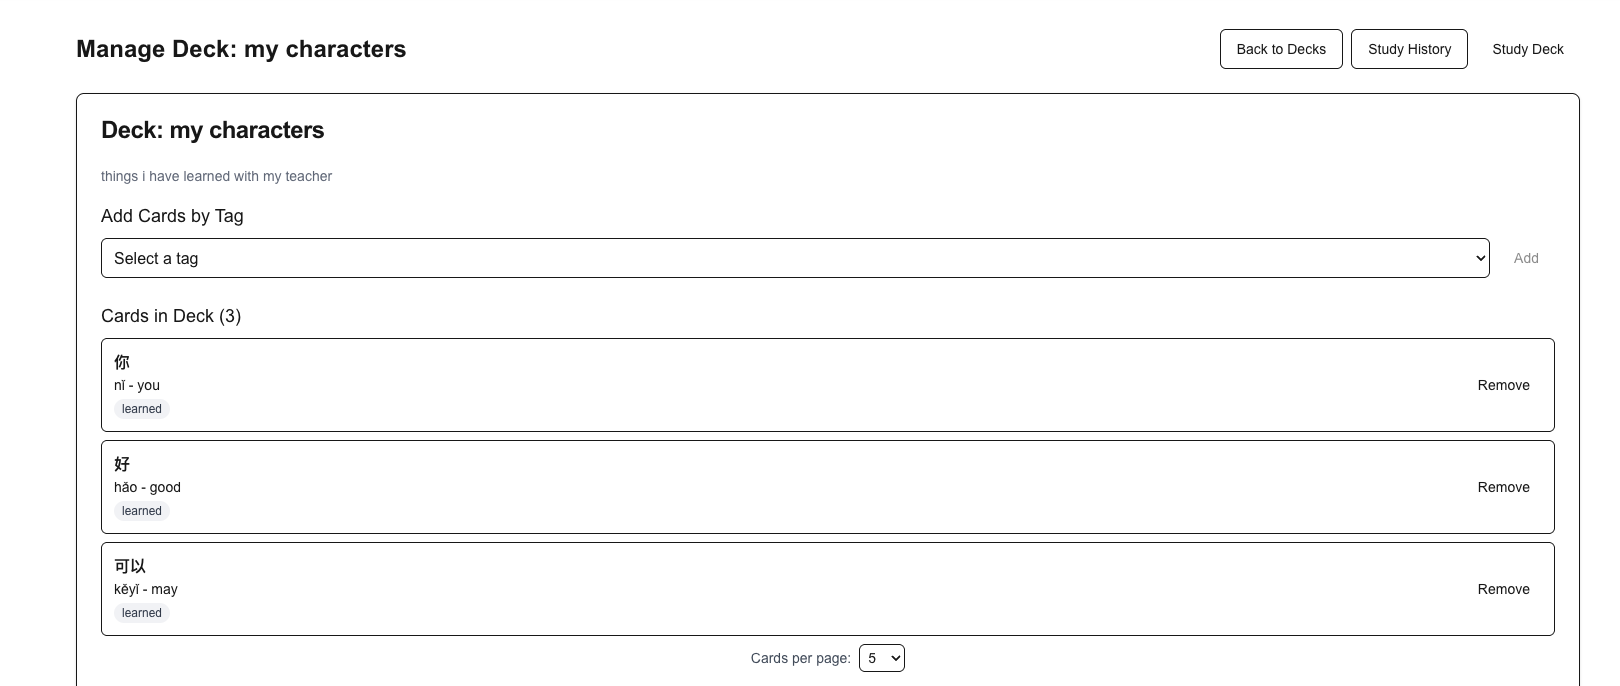 Manage Deck: my characters
Back to Decks
Study History
Study Deck
Deck: my characters
things i have learned with my teacher
Add Cards by Tag
Select a tag
Add
Cards in Deck (3)
你
nǐ - you
learned
Remove
好
hǎo - good
learned
Remove
可以
kěyǐ - may
learned
Remove
Cards per page: 5